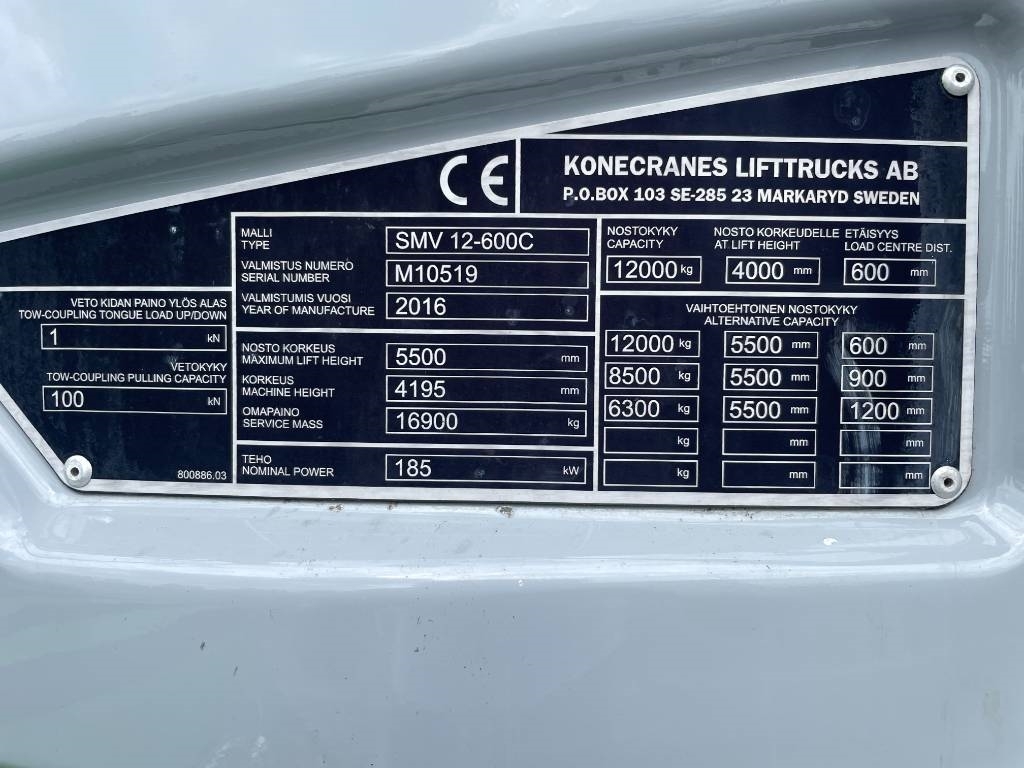 CE
KONECRANES LIFTTRUCKS AB
P.O.BOX 103 SE-285 23 MARKARYD SWEDEN
VETO KIDAN PAINO YLÖS ALAS
TOW-COUPLING TONGUE LOAD UP/DOWN
1 kN
VETOKYKY
TOW-COUPLING PULLING CAPACITY
100 kN
800886.03
MALLI
TYPE
SMV 12-600C
VALMISTUS NUMERO
SERIAL NUMBER
M10519
VALMISTUMIS VUOSI
YEAR OF MANUFACTURE
2016
NOSTO KORKEUS
MAXIMUM LIFT HEIGHT
5500 mm
KORKEUS
MACHINE HEIGHT
4195 mm
OMAPAINO
SERVICE MASS
16900 kg
TEHO
NOMINAL POWER
185 kW
NOSTOKYKY NOSTO KORKEUDELLE ETÄISYYS
CAPACITY AT LIFT HEIGHT LOAD CENTRE DIST.
12000 kg 4000 mm 600 mm
VAIHTOEHTOINEN NOSTOKYKY
ALTERNATIVE CAPACITY
12000 kg 5500 mm 600 mm
8500 kg 5500 mm 900 mm
6300 kg 5500 mm 1200 mm
kg mm mm
kg mm mm